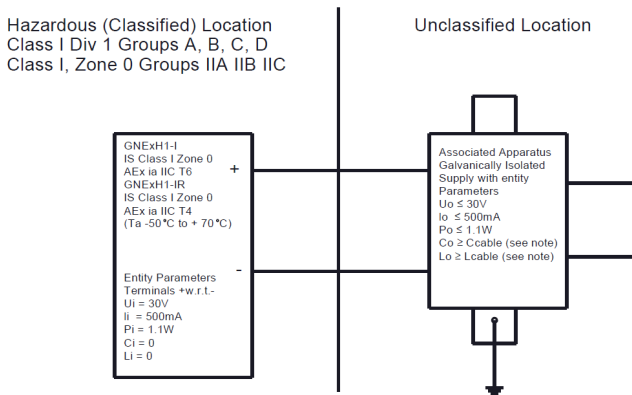 Hazardous (Classified) Location
Class I Div 1 Groups A, B, C, D
Class I, Zone 0 Groups IIA IIB IIC
Unclassified Location
GNExH1-I
IS Class I Zone 0
AEx ia IIC T6
GNExH1-IR
IS Class I Zone 0
AEx ia IIC T4
(Ta -50°C to + 70°C)
+
-
Entity Parameters
Terminals +w.r.t.-
Ui = 30V
Ii = 500mA
Pi = 1.1W
Ci = 0
Li = 0
Associated Apparatus
Galvanically Isolated
Supply with entity
Parameters
Uo ≤ 30V
Io ≤ 500mA
Po ≤ 1.1W
Co ≥ Ccable (see note)
Lo ≥ Lcable (see note)